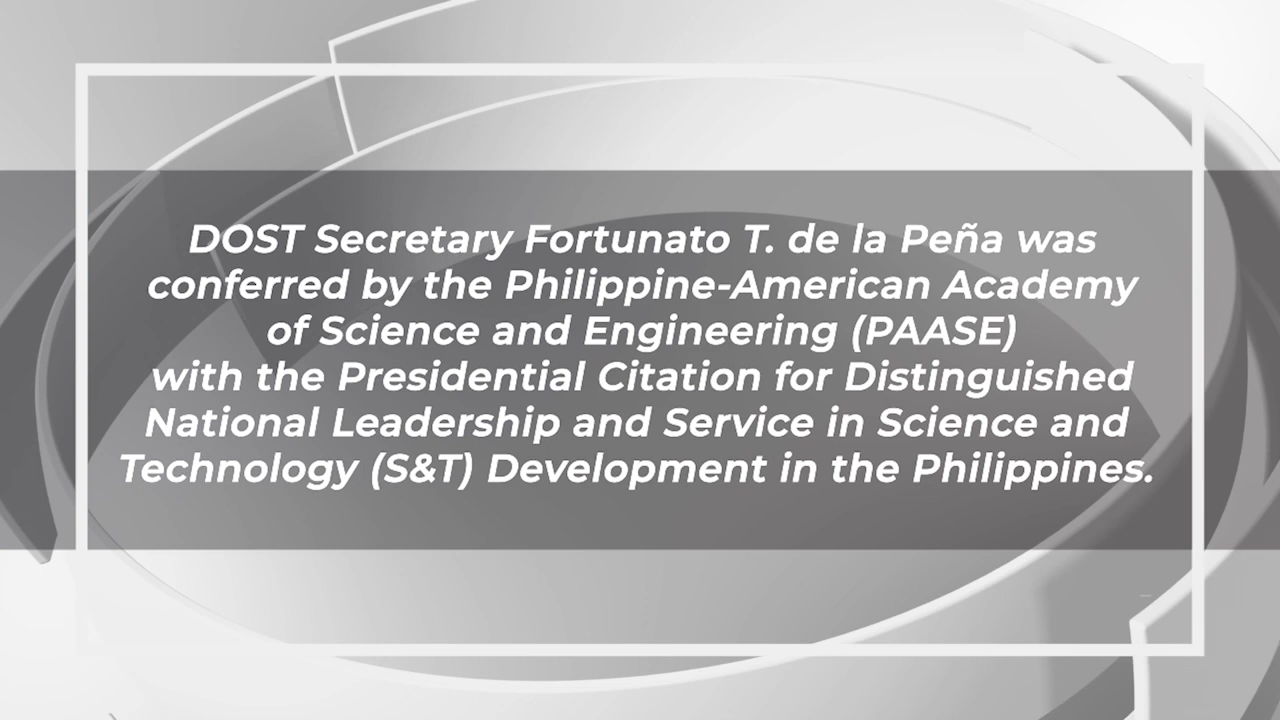 DOST Secretary Fortunato T. de la Peña was
conferred by the Philippine-American Academy
of Science and Engineering (PAASE)
with the Presidential Citation for Distinguished
National Leadership and Service in Science and
Technology (S&T) Development in the Philippines.